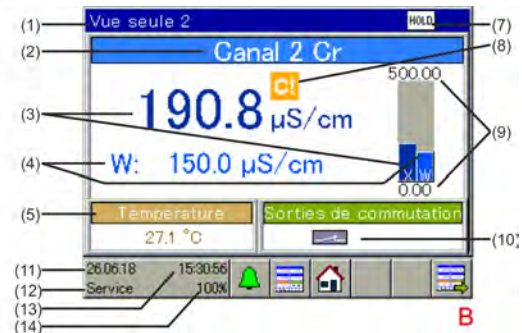 (1) Vue seule 2 HOLD (7)
(2) Canal 2 Cr (8)
C!
500.00
(3) 190.8 µS/cm (9)
(4) W: 150.0 µS/cm
X W
0.00
(5) Température Sorties de commutation
27.1 °C (10)
(11) 26.06.18 15:30:56
(12) Service 100%
(13)
(14)
B